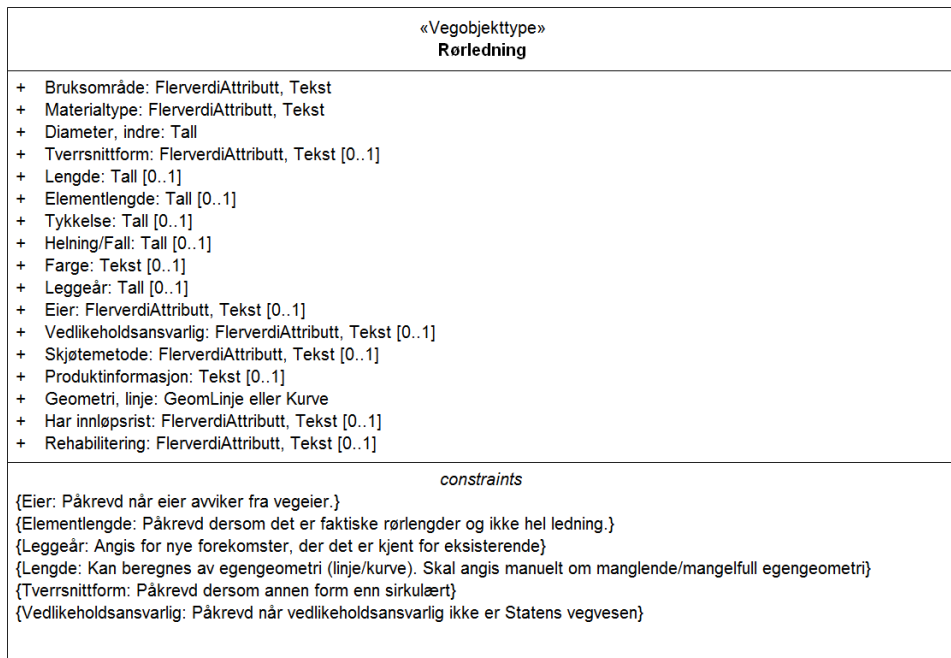 «Vegobjekttype»
Rørledning
+ Bruksområde: FlerverdiAttributt, Tekst
+ Materialtype: FlerverdiAttributt, Tekst
+ Diameter, indre: Tall
+ Tverrsnittform: FlerverdiAttributt, Tekst [0..1]
+ Lengde: Tall [0..1]
+ Elementlengde: Tall [0..1]
+ Tykkelse: Tall [0..1]
+ Helning/Fall: Tall [0..1]
+ Farge: Tekst [0..1]
+ Leggeår: Tall [0..1]
+ Eier: FlerverdiAttributt, Tekst [0..1]
+ Vedlikeholdsansvarlig: FlerverdiAttributt, Tekst [0..1]
+ Skjøtemetode: FlerverdiAttributt, Tekst [0..1]
+ Produktinformasjon: Tekst [0..1]
+ Geometri, linje: GeomLinje eller Kurve
+ Har innløpsrist: FlerverdiAttributt, Tekst [0..1]
+ Rehabilitering: FlerverdiAttributt, Tekst [0..1]
constraints
{Eier: Påkrevd når eier avviker fra vegeier.}
{Elementlengde: Påkrevd dersom det er faktiske rørlengder og ikke hel ledning.}
{Leggeår: Angis for nye forekomster, der det er kjent for eksisterende}
{Lengde: Kan beregnes av egengeometri (linje/kurve). Skal angis manuelt om manglende/mangelfull egengeometri}
{Tverrsnittform: Påkrevd dersom annen form enn sirkulært}
{Vedlikeholdsansvarlig: Påkrevd når vedlikeholdsansvarlig ikke er Statens vegvesen}